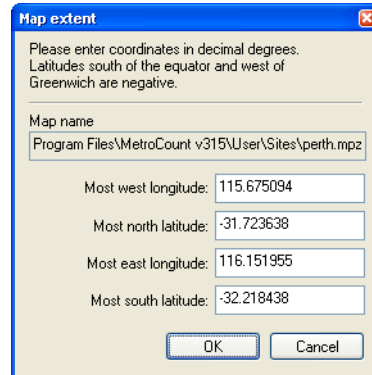 Map extent
Please enter coordinates in decimal degrees.
Latitudes south of the equator and west of
Greenwich are negative.
Map name
Program Files\MetroCount v315\User\Sites\perth.mpz
Most west longitude: 115.675094
Most north latitude: -31.723638
Most east longitude: 116.151955
Most south latitude: -32.218438
OK Cancel